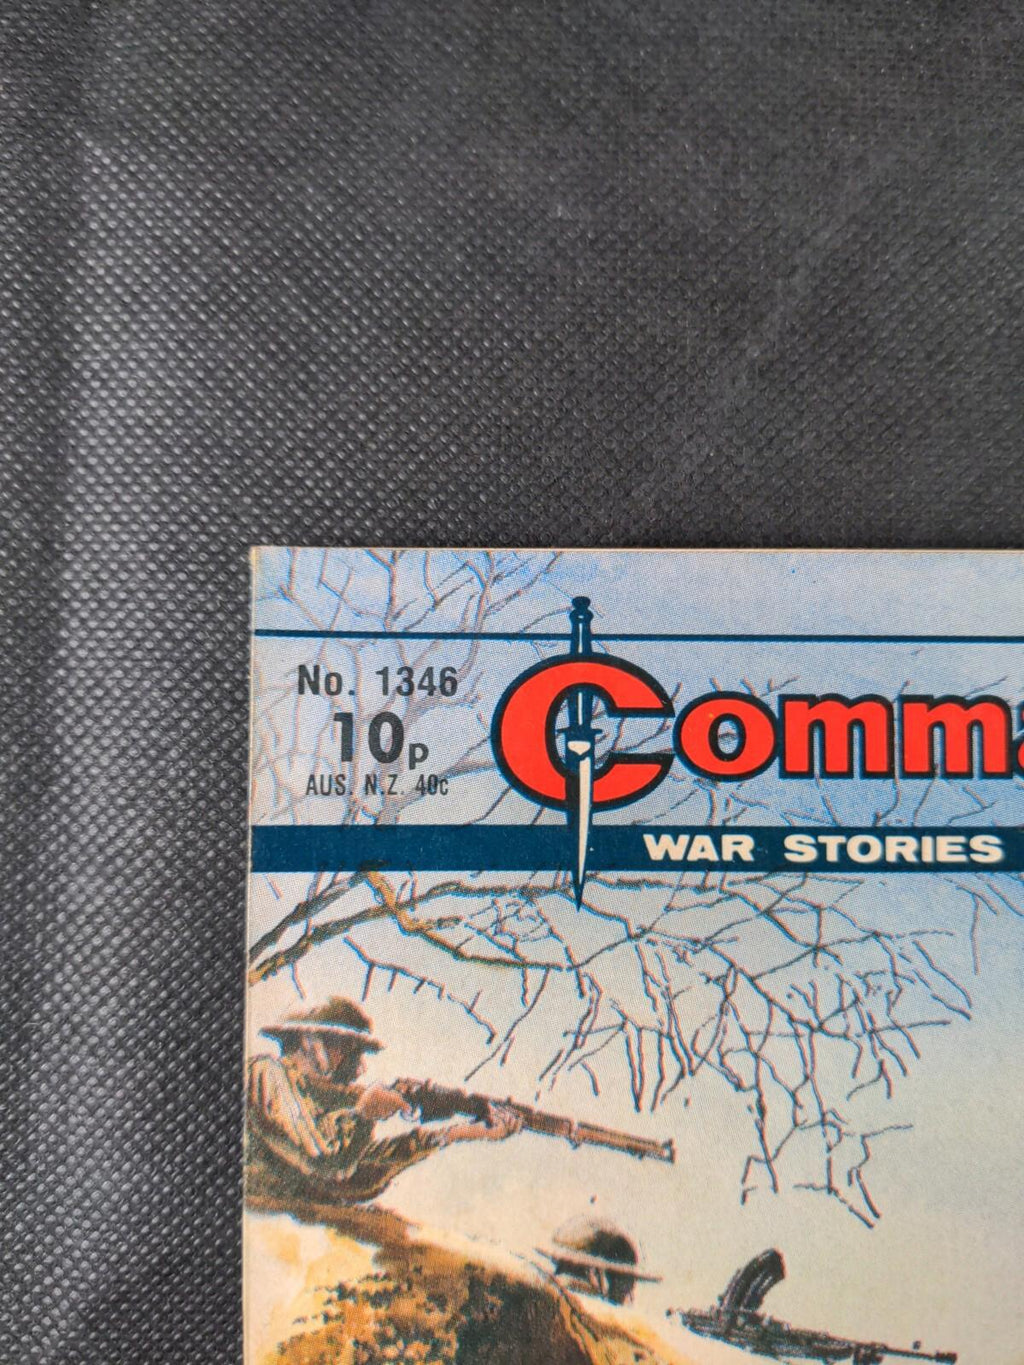 No. 1346
10p
AUS. N.Z. 40c
Comma
WAR STORIES